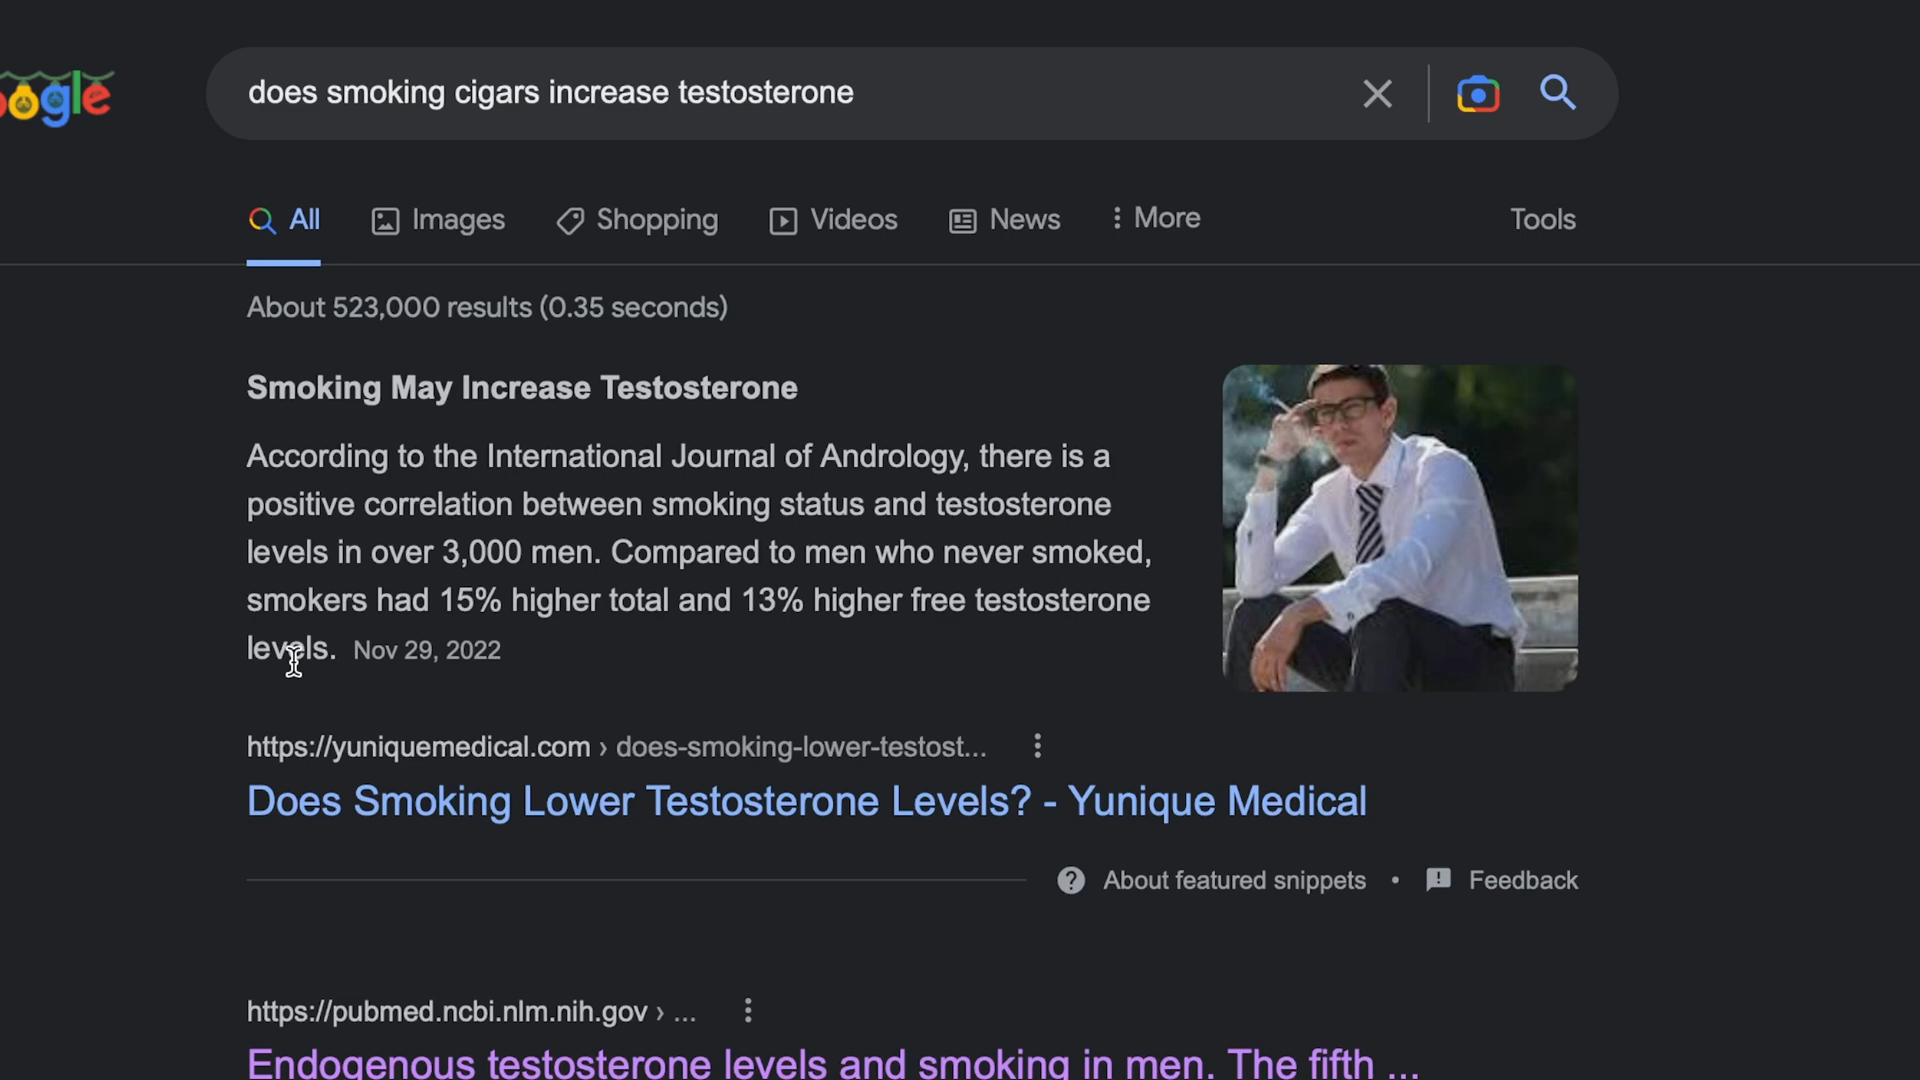 ogle
does smoking cigars increase testosterone
All Images Shopping Videos News More Tools
About 523,000 results (0.35 seconds)
Smoking May Increase Testosterone
According to the International Journal of Andrology, there is a
positive correlation between smoking status and testosterone
levels in over 3,000 men. Compared to men who never smoked,
smokers had 15% higher total and 13% higher free testosterone
levels. Nov 29, 2022
https://yuniquemedical.com › does-smoking-lower-testost...
Does Smoking Lower Testosterone Levels? - Yunique Medical
About featured snippets • Feedback
https://pubmed.ncbi.nlm.nih.gov › ...
Endogenous testosterone levels and smoking in men. The fifth ...